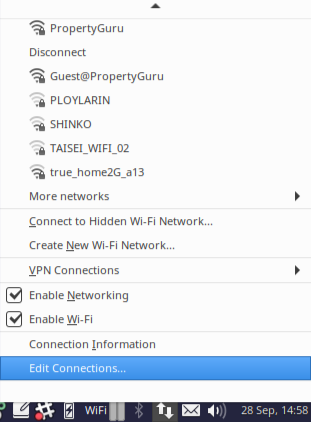 PropertyGuru
Disconnect
Guest@PropertyGuru
PLOYLARIN
SHINKO
TAISEI_WIFI_02
true_home2G_a13
More networks
Connect to Hidden Wi-Fi Network...
Create New Wi-Fi Network...
VPN Connections
Enable Networking
Enable Wi-Fi
Connection Information
Edit Connections...
WiFi 28 Sep, 14:58